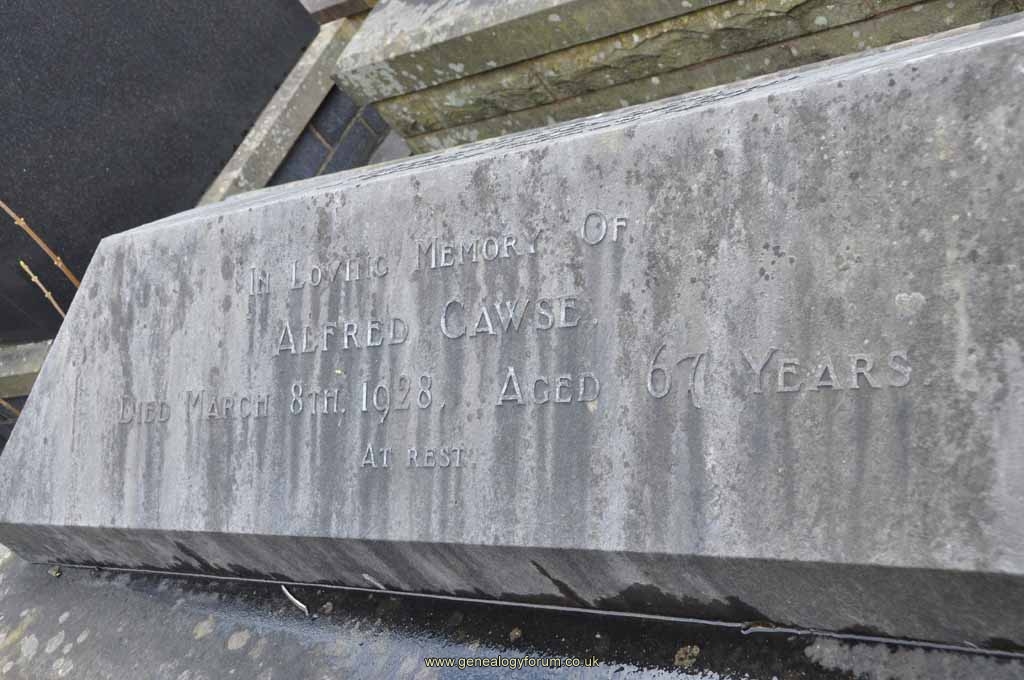 In Loving Memory Of
Alfred Cawse.
Died March 8th, 1928. Aged 67 Years.
At rest.
www.genealogyforum.co.uk